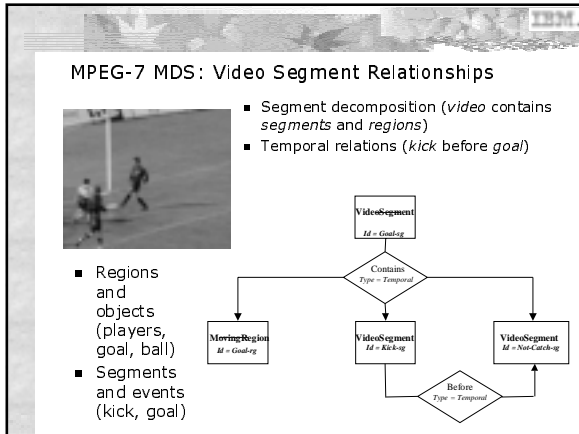 IBM
MPEG-7 MDS: Video Segment Relationships
Segment decomposition (video contains
segments and regions)
Temporal relations (kick before goal)
Regions
and
objects
(players,
goal, ball)
Segments
and events
(kick, goal)
VideoSegment
Id = Goal-sg
Contains
Type = Temporal
MovingRegion
Id = Goal-rg
VideoSegment
Id = Kick-sg
VideoSegment
Id = Not-Catch-sg
Before
Type = Temporal